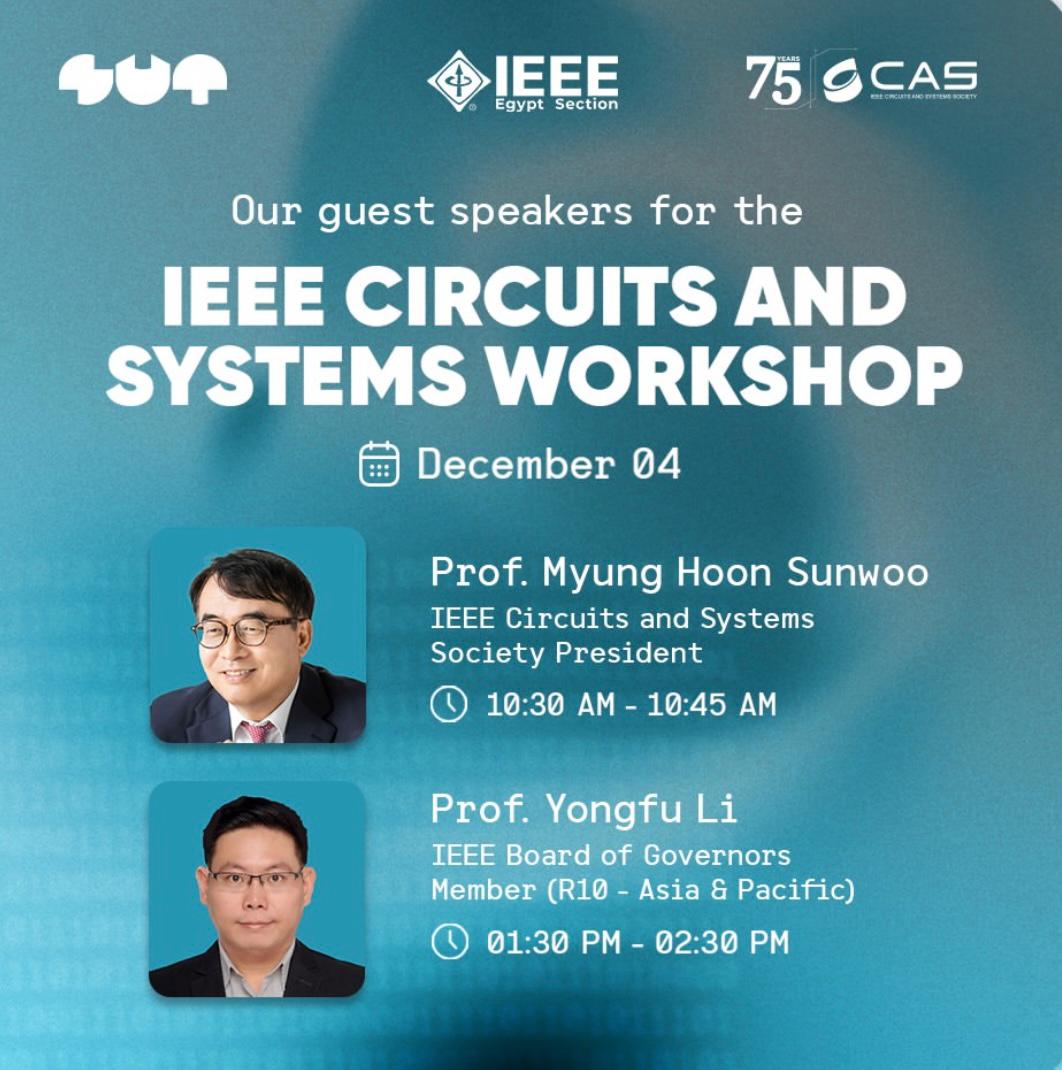 SUT
IEEE
Egypt Section
75 YEARS
CAS
IEEE CIRCUITS AND SYSTEMS SOCIETY
Our guest speakers for the
IEEE CIRCUITS AND
SYSTEMS WORKSHOP
December 04
Prof. Myung Hoon Sunwoo
IEEE Circuits and Systems
Society President
10:30 AM - 10:45 AM
Prof. Yongfu Li
IEEE Board of Governors
Member (R10 - Asia & Pacific)
01:30 PM - 02:30 PM